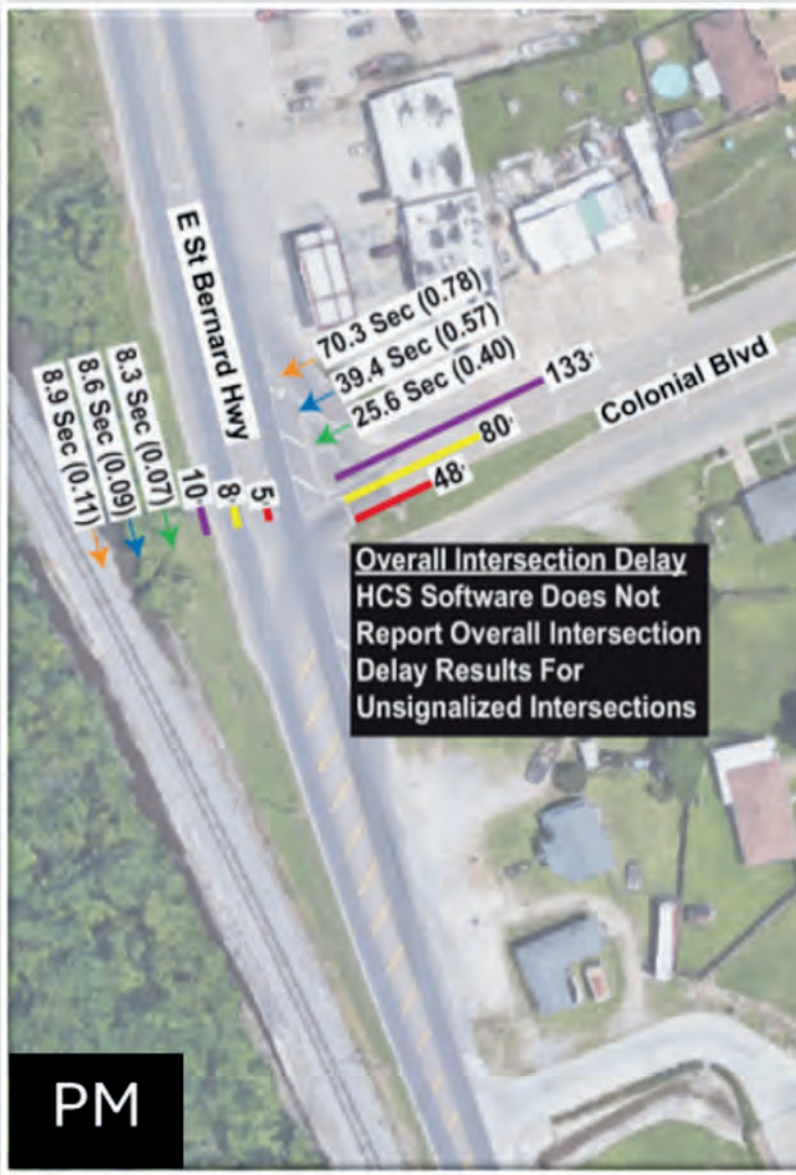 E St Bernard Hwy
70.3 Sec (0.78)
39.4 Sec (0.57)
25.6 Sec (0.40)
133'
80'
48'
Colonial Blvd
8.3 Sec (0.07)
8.6 Sec (0.09)
8.9 Sec (0.11)
10'
8'
5'
Overall Intersection Delay
HCS Software Does Not
Report Overall Intersection
Delay Results For
Unsignalized Intersections
PM